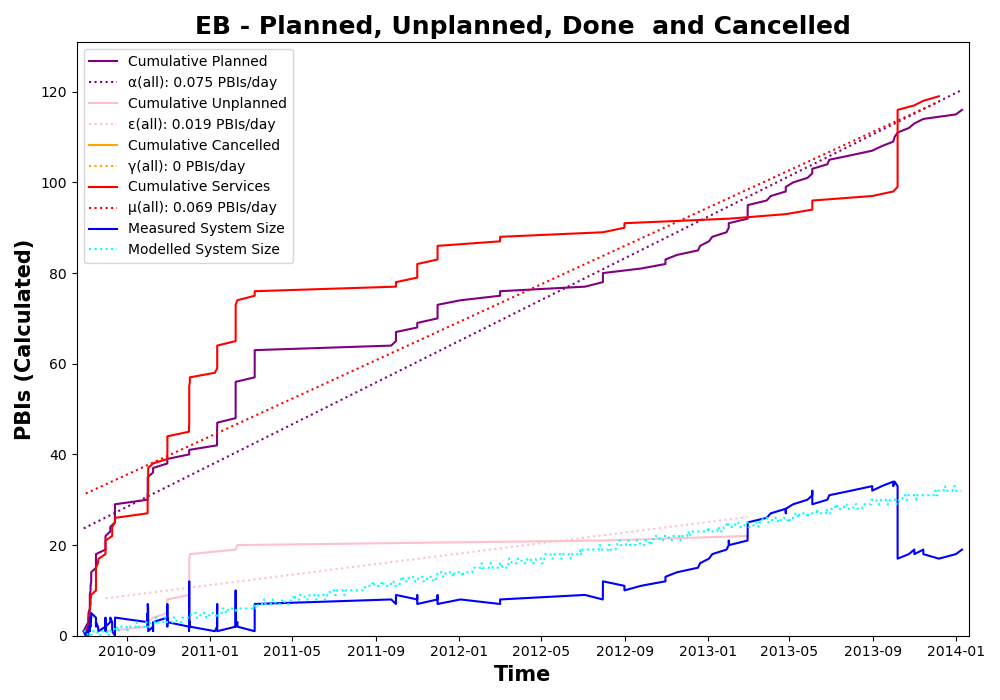 EB - Planned, Unplanned, Done  and Cancelled
Cumulative Planned
α(all): 0.075 PBIs/day
Cumulative Unplanned
ε(all): 0.019 PBIs/day
Cumulative Cancelled
γ(all): 0 PBIs/day
Cumulative Services
μ(all): 0.069 PBIs/day
Measured System Size
Modelled System Size
PBIs (Calculated)
120
100
80
60
40
20
0
2010-09 2011-01 2011-05 2011-09 2012-01 2012-05 2012-09 2013-01 2013-05 2013-09 2014-01
Time